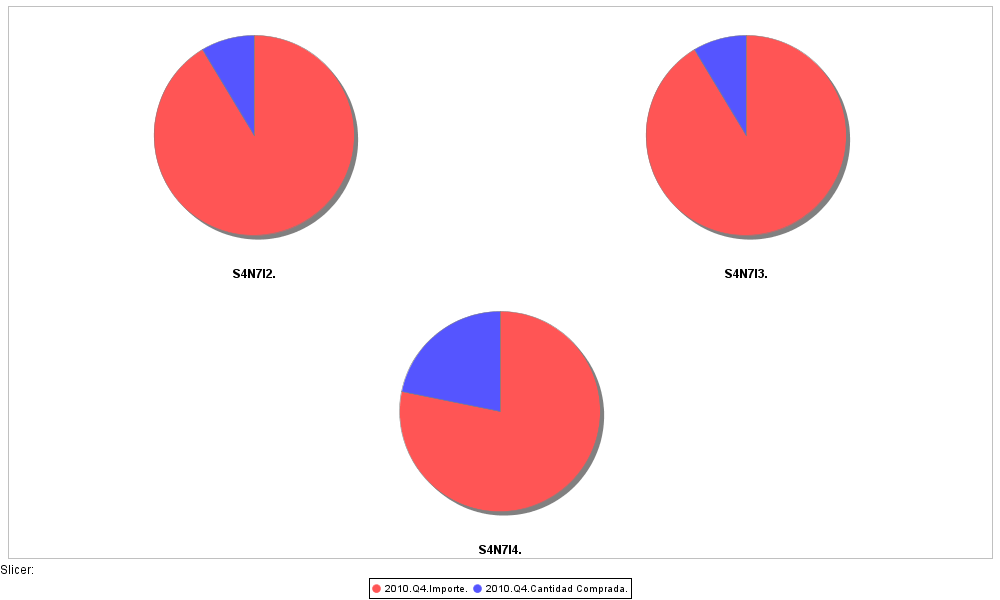 S4N7I2.
S4N7I3.
S4N7I4.
Slicer:
2010.Q4.Importe. 2010.Q4.Cantidad Comprada.